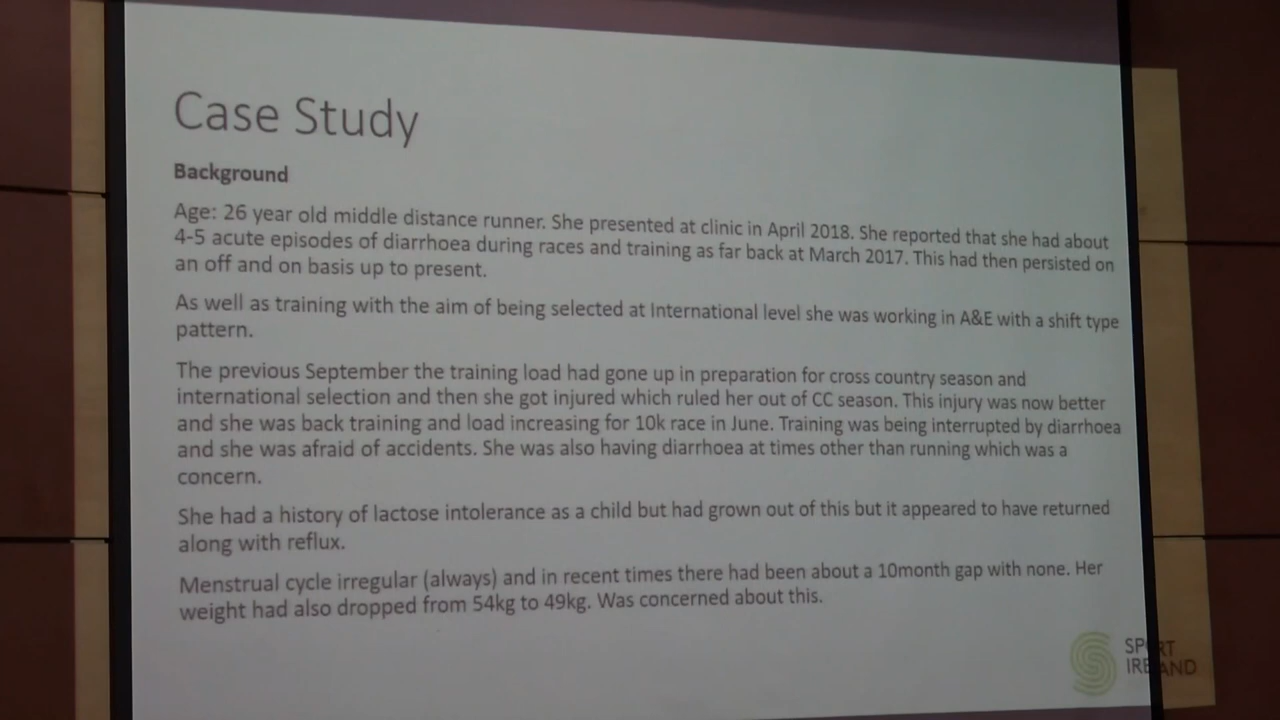 Case Study
Background
Age: 26 year old middle distance runner. She presented at clinic in April 2018. She reported that she had about
4-5 acute episodes of diarrhoea during races and training as far back at March 2017. This had then persisted on
an off and on basis up to present.
As well as training with the aim of being selected at International level she was working in A&E with a shift type
pattern.
The previous September the training load had gone up in preparation for cross country season and
international selection and then she got injured which ruled her out of CC season. This injury was now better
and she was back training and load increasing for 10k race in June. Training was being interrupted by diarrhoea
and she was afraid of accidents. She was also having diarrhoea at times other than running which was a
concern.
She had a history of lactose intolerance as a child but had grown out of this but it appeared to have returned
along with reflux.
Menstrual cycle irregular (always) and in recent times there had been about a 10month gap with none. Her
weight had also dropped from 54kg to 49kg. Was concerned about this.
SPORT
IRELAND